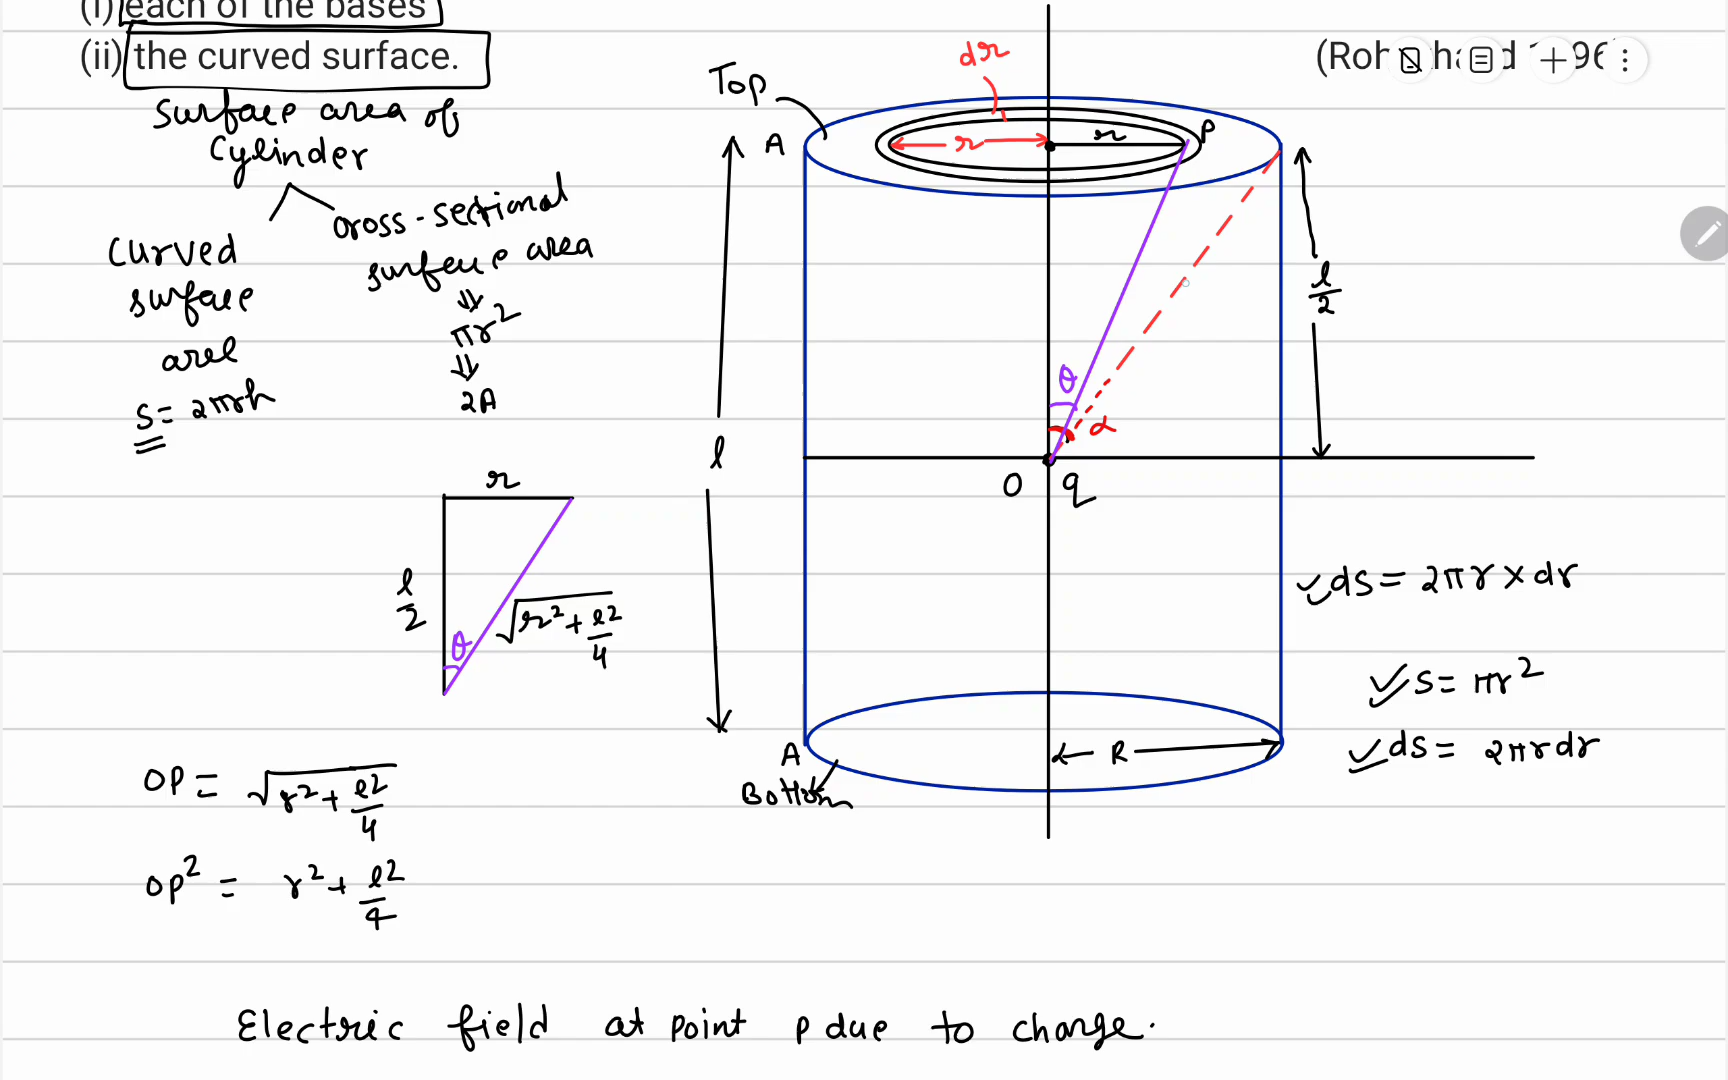 (i) each of the bases
(ii) the curved surface.
Surface area of
Cylinder
Curved
surface
area
S = 2πrh
cross-sectional
surface area
⇓
πr²
⇓
2A
Top
A
dr
r
r
P
l/2
θ
α
l
O q
r
l/2
θ
√(r² + l²/4)
ds = 2πr × dr
S = πr²
ds = 2πr dr
A
Bottom
R
OP = √(r² + l²/4)
OP² = r² + l²/4
Electric field at point P due to charge.